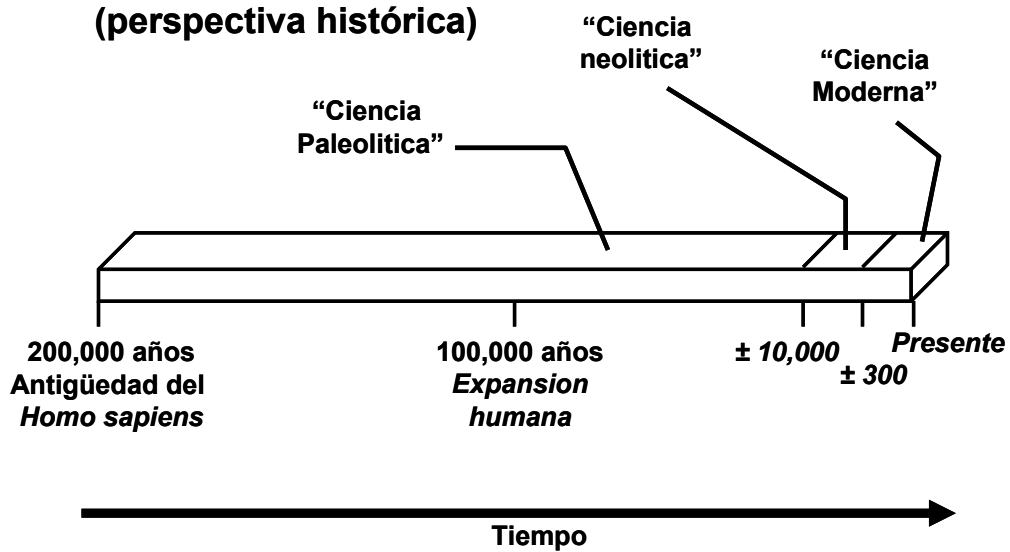 (perspectiva histórica)
“Ciencia
neolitica”
“Ciencia
Moderna”
“Ciencia
Paleolitica”
200,000 años
Antigüedad del
Homo sapiens
100,000 años
Expansion
humana
± 10,000
± 300
Presente
Tiempo